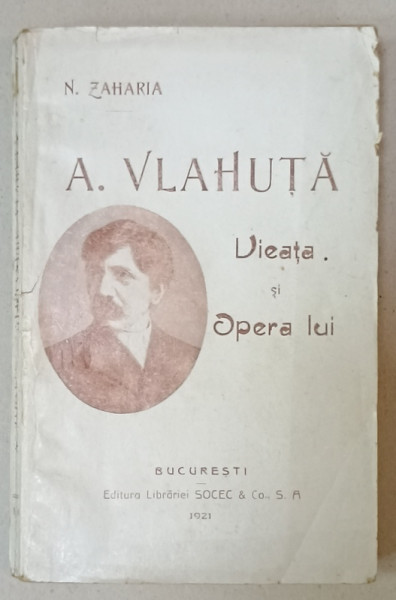 N. ZAHARIA
A. VLAHUȚĂ
Vieața.
și
Opera lui
BUCUREȘTI
Editura Librăriei SOCEC & Co., S. A
1921